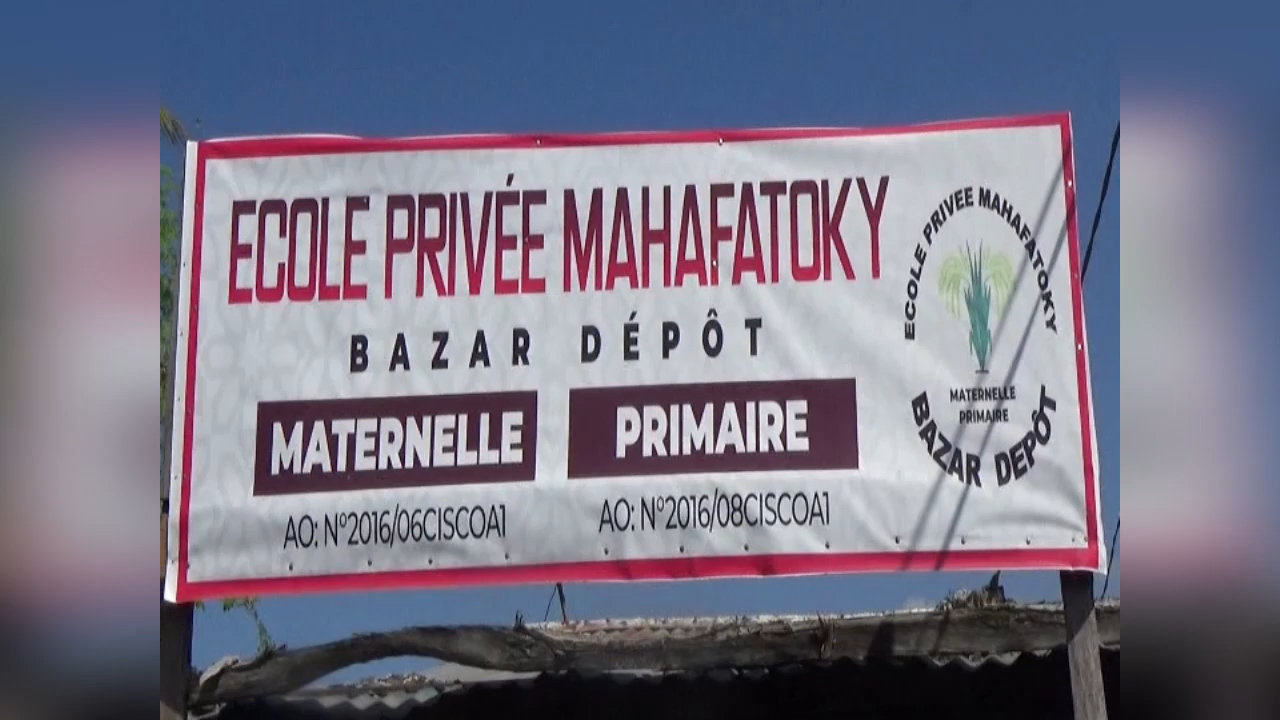 ECOLE PRIVÉE MAHAFATOKY
BAZAR DÉPÔT
MATERNELLE
PRIMAIRE
AO: N°2016/06CISCOA1
AO: N°2016/08CISCOA1
ECOLE PRIVEE MAHAFATOKY
MATERNELLE
PRIMAIRE
BAZAR DEPÔT